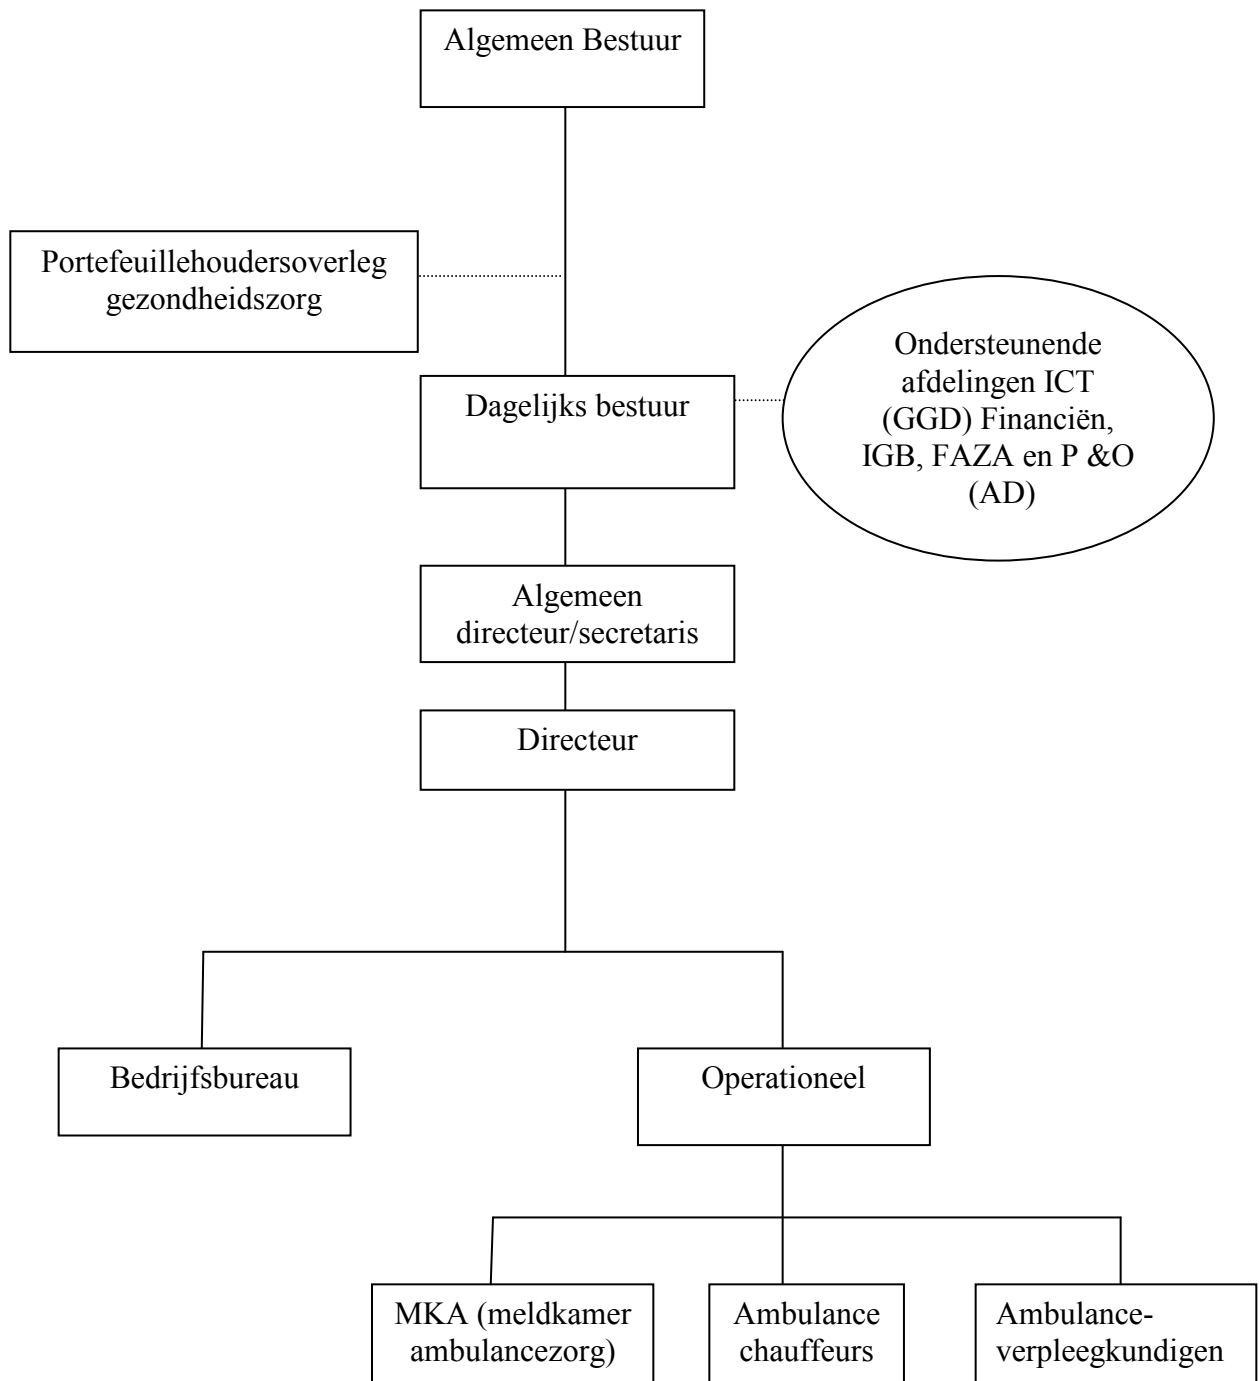 Algemeen Bestuur
Portefeuillehoudersoverleg
gezondheidszorg
Ondersteunende
afdelingen ICT
(GGD) Financiën,
IGB, FAZA en P &O
(AD)
Dagelijks bestuur
Algemeen
directeur/secretaris
Directeur
Bedrijfsbureau
Operationeel
MKA (meldkamer
ambulancezorg)
Ambulance
chauffeurs
Ambulance-
verpleegkundigen